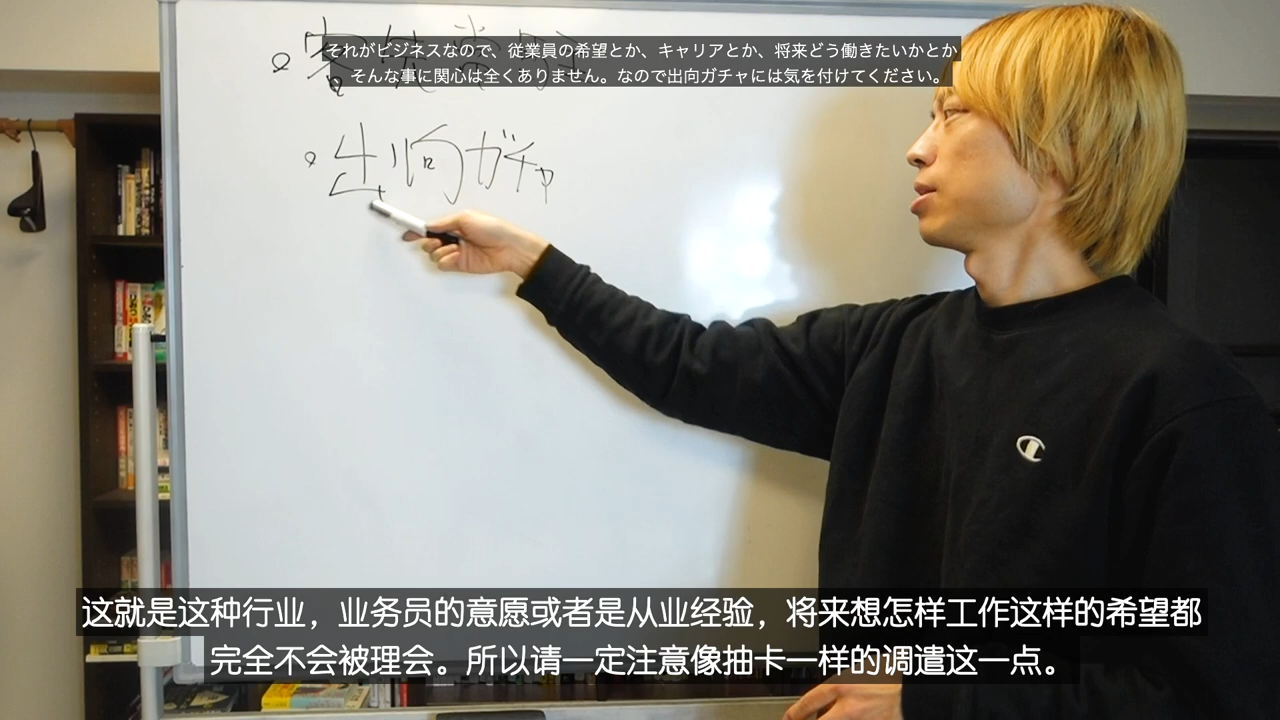 それがビジネスなので、従業員の希望とか、キャリアとか、将来どう働きたいかとか
そんな事に関心は全くありません。なので出向ガチャには気を付けてください。
・客先常駐
・出向ガチャ
这就是这种行业，业务员的意愿或者是从业经验，将来想怎样工作这样的希望都
完全不会被理会。所以请一定注意像抽卡一样的调遣这一点。